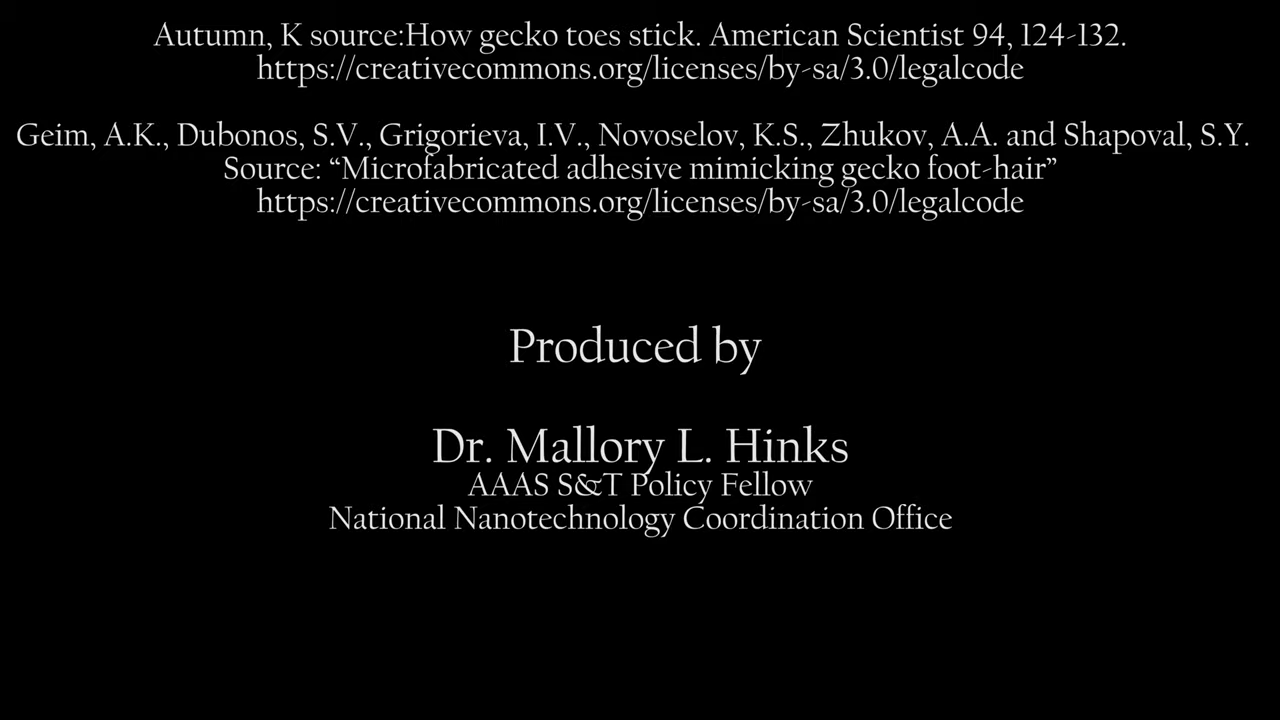 Autumn, K source:How gecko toes stick. American Scientist 94, 124-132.
https://creativecommons.org/licenses/by-sa/3.0/legalcode
Geim, A.K., Dubonos, S.V., Grigorieva, I.V., Novoselov, K.S., Zhukov, A.A. and Shapoval, S.Y.
Source: “Microfabricated adhesive mimicking gecko foot-hair”
https://creativecommons.org/licenses/by-sa/3.0/legalcode
Produced by
Dr. Mallory L. Hinks
AAAS S&T Policy Fellow
National Nanotechnology Coordination Office